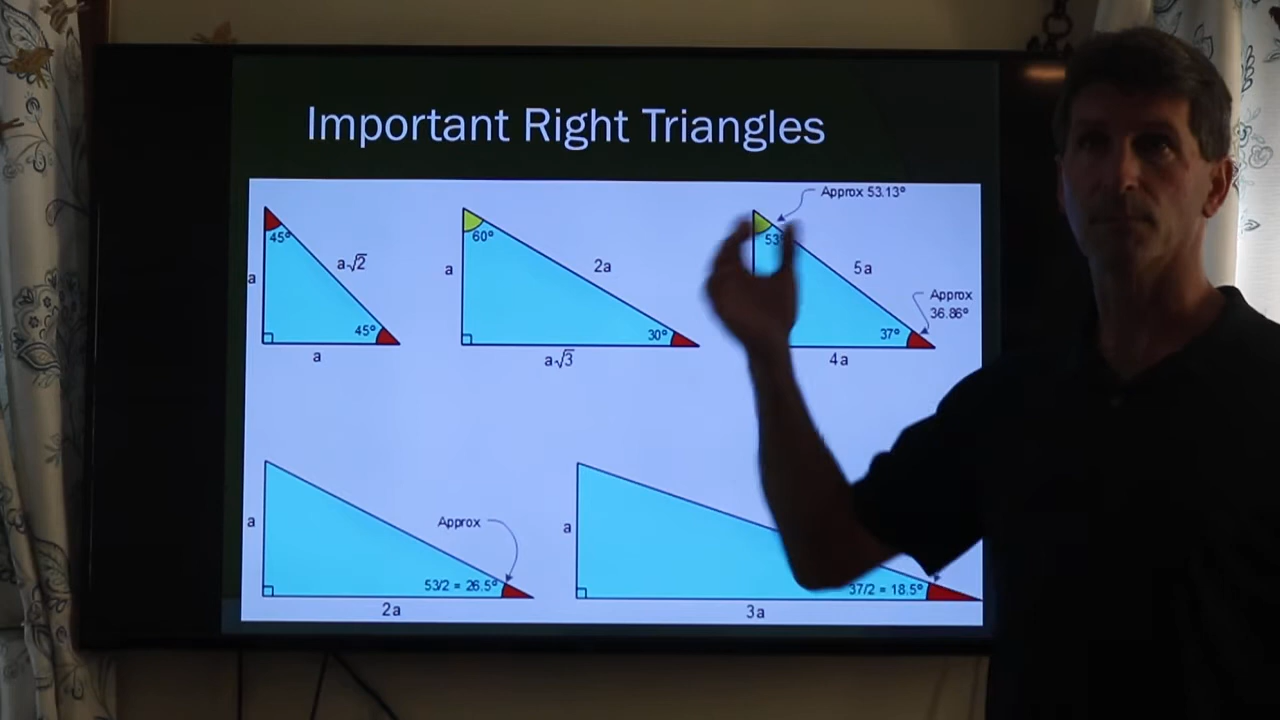 Important Right Triangles
45°
a
a√2
45°
a
60°
a
2a
30°
a√3
Approx 53.13°
53°
5a
Approx
36.86°
37°
4a
a
Approx
53/2 = 26.5°
2a
a
37/2 = 18.5°
3a